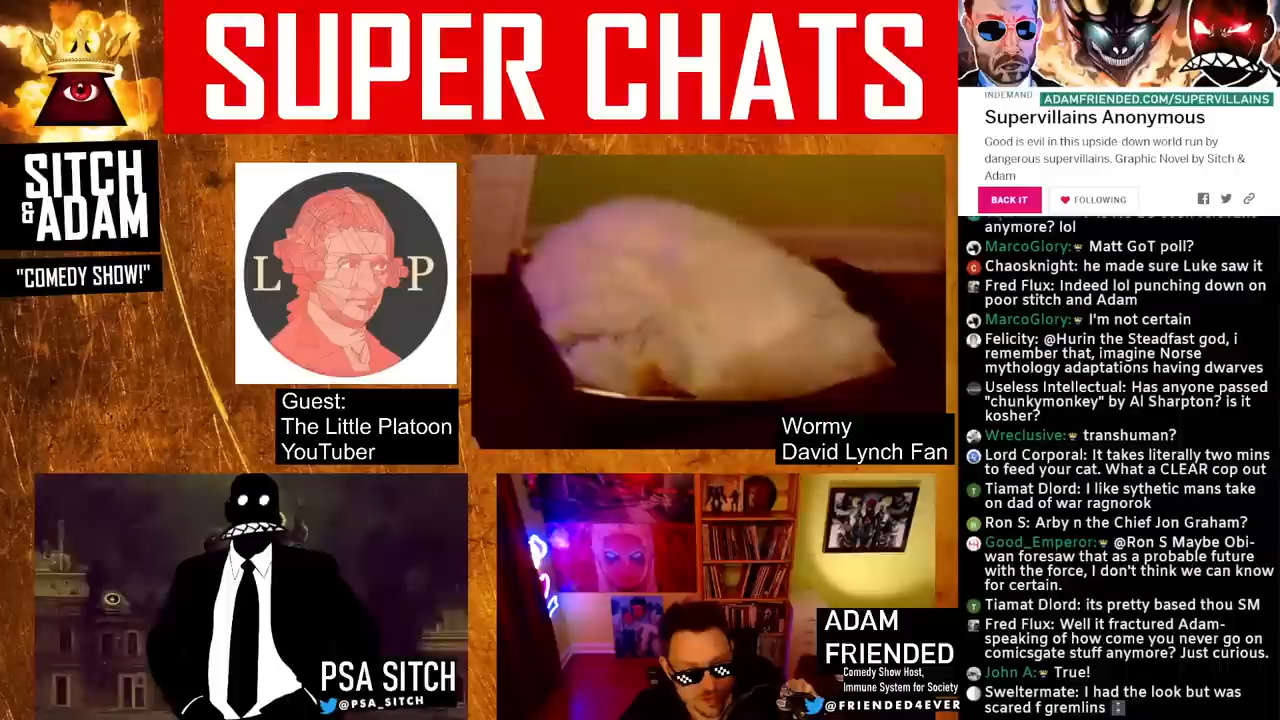 SUPER CHATS
SITCH
& ADAM
"COMEDY SHOW!"
L P
Guest:
The Little Platoon
YouTuber
Wormy
David Lynch Fan
PSA SITCH
@PSA_SITCH
ADAM
FRIENDED
Comedy Show Host,
Immune System for Society
@FRIENDED4EVER
INDEMAND
ADAMFRIENDED.COM/SUPERVILLAINS
Supervillains Anonymous
Good is evil in this upside down world run by
dangerous supervillains. Graphic Novel by Sitch &
Adam
BACK IT
FOLLOWING
anymore? lol
MarcoGlory: Matt GoT poll?
Chaosknight: he made sure Luke saw it
Fred Flux: Indeed lol punching down on
poor stitch and Adam
MarcoGlory: I'm not certain
Felicity: @Hurin the Steadfast god, i
remember that, imagine Norse
mythology adaptations having dwarves
Useless Intellectual: Has anyone passed
"chunkymonkey" by Al Sharpton? is it
kosher?
Wreclusive: transhuman?
Lord Corporal: It takes literally two mins
to feed your cat. What a CLEAR cop out
Tiamat Dlord: I like sythetic mans take
on dad of war ragnorok
Ron S: Arby n the Chief Jon Graham?
Good_Emperor: @Ron S Maybe Obi-
wan foresaw that as a probable future
with the force, I don't think we can know
for certain.
Tiamat Dlord: its pretty based thou SM
Fred Flux: Well it fractured Adam-
speaking of how come you never go on
comicsgate stuff anymore? Just curious.
John A: True!
Sweltermate: I had the look but was
scared f gremlins